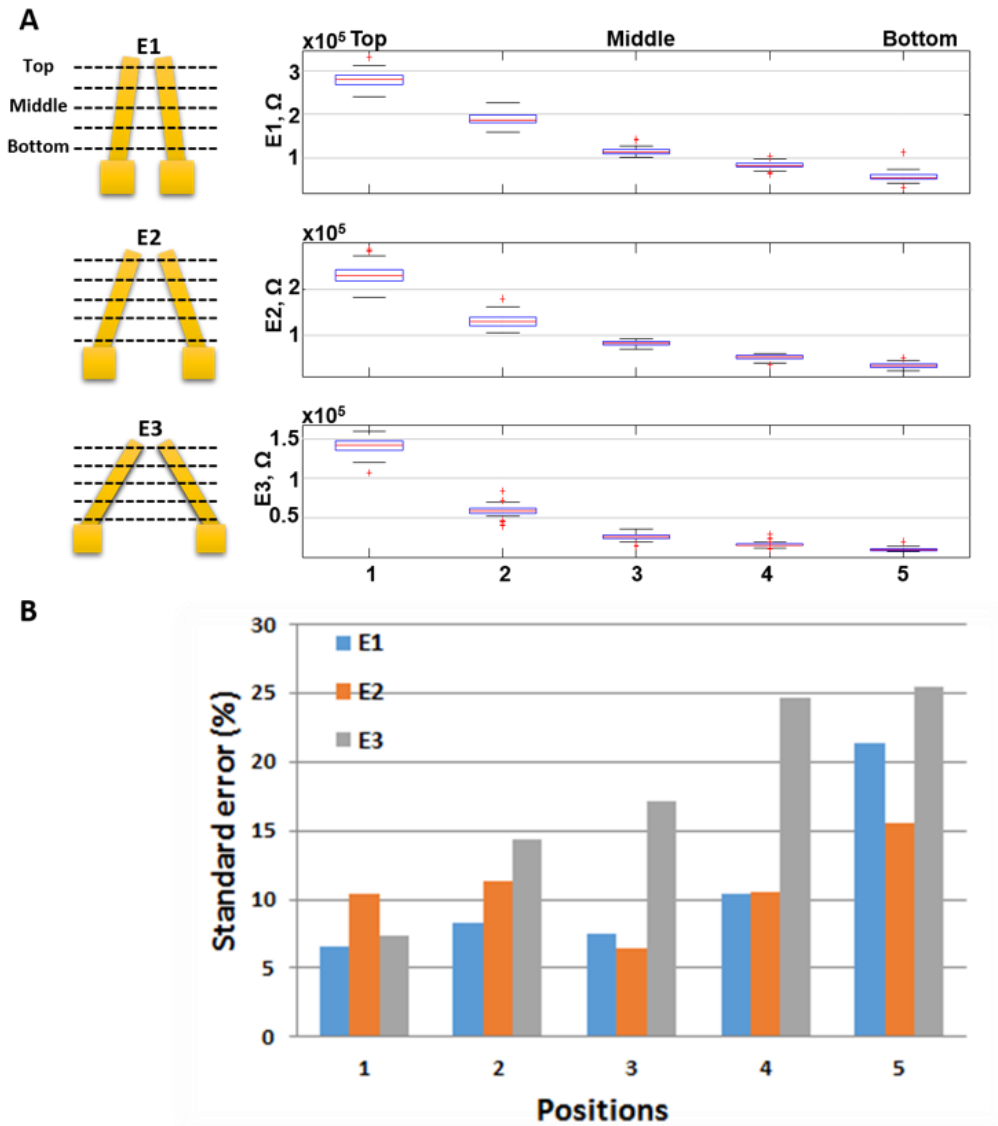 A
E1
Top
Middle
Bottom
x10⁵ Top Middle Bottom
3
2
1
E1, Ω
E2
x10⁵
2
1
E2, Ω
E3
x10⁵
1.5
1
0.5
E3, Ω
1 2 3 4 5
B
30
25
20
15
10
5
0
Standard error (%)
E1
E2
E3
1 2 3 4 5
Positions